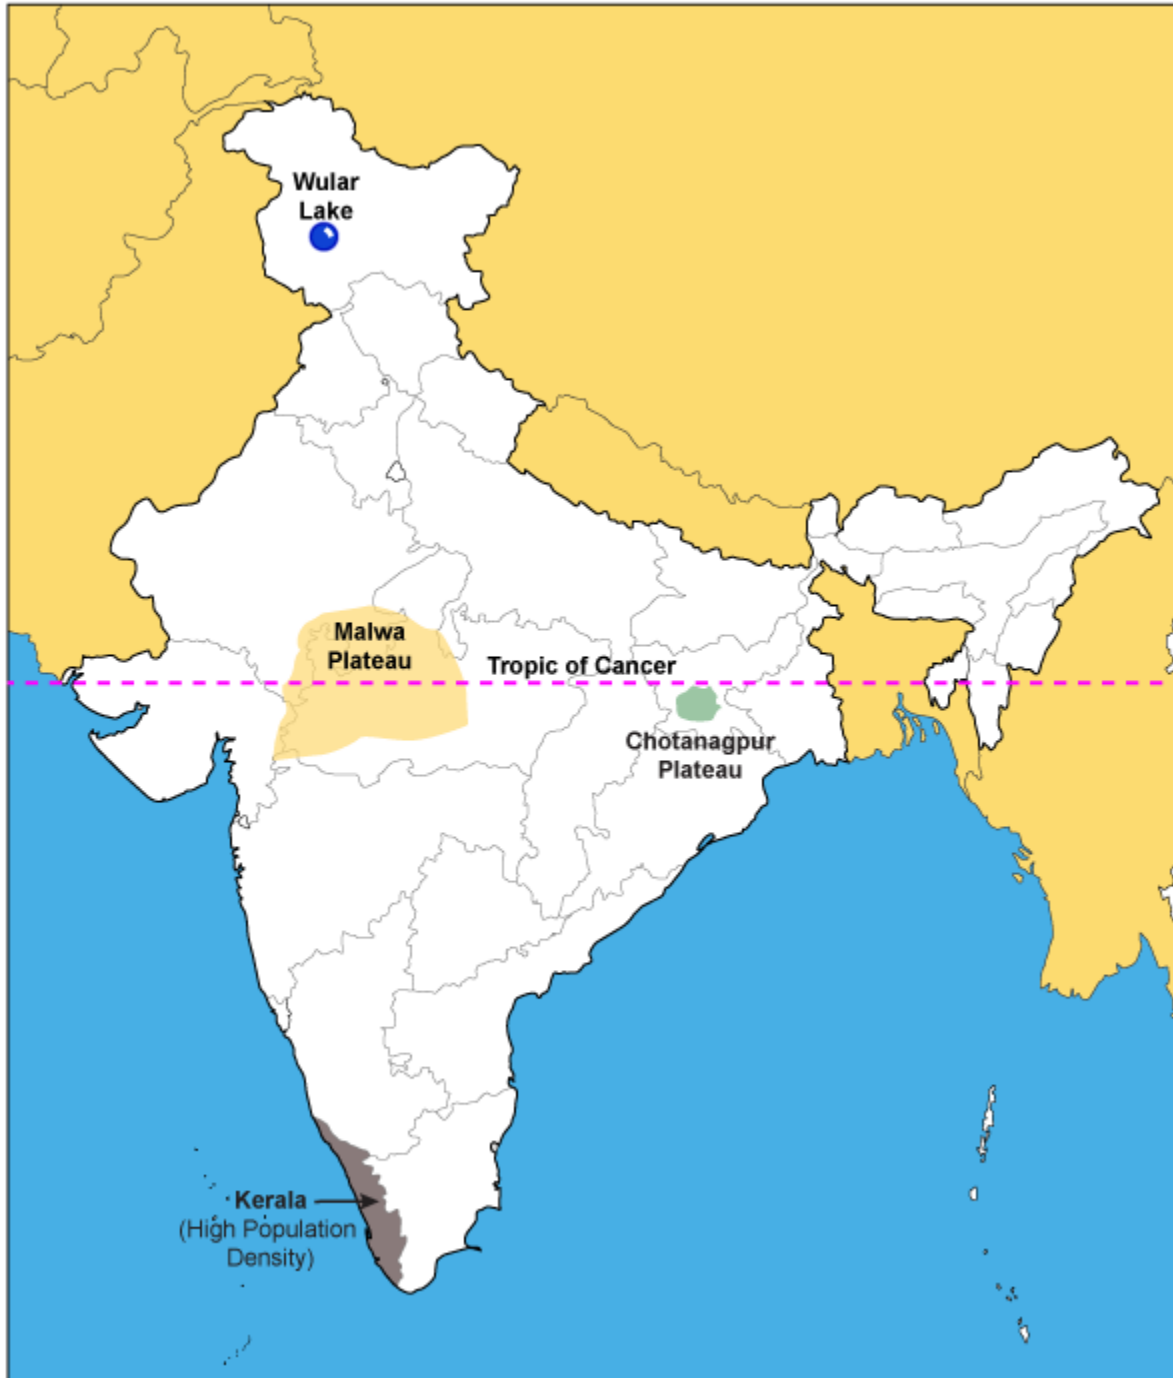 Wular
Lake
Malwa
Plateau
Tropic of Cancer
Chotanagpur
Plateau
Kerala
(High Population
Density)